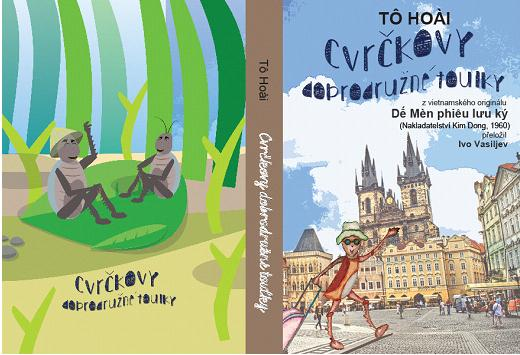 Cvrčkovy
dobrodružné toulky
Tô Hoài
Cvrčkovy dobrodružné toulky
TÔ HOÀI
Cvrčkovy
dobrodružné toulky
z vietnamského originálu
Dế Mèn phiêu lưu ký
(Nakladatelství Kim Dong, 1960)
přeložil
Ivo Vasiljev